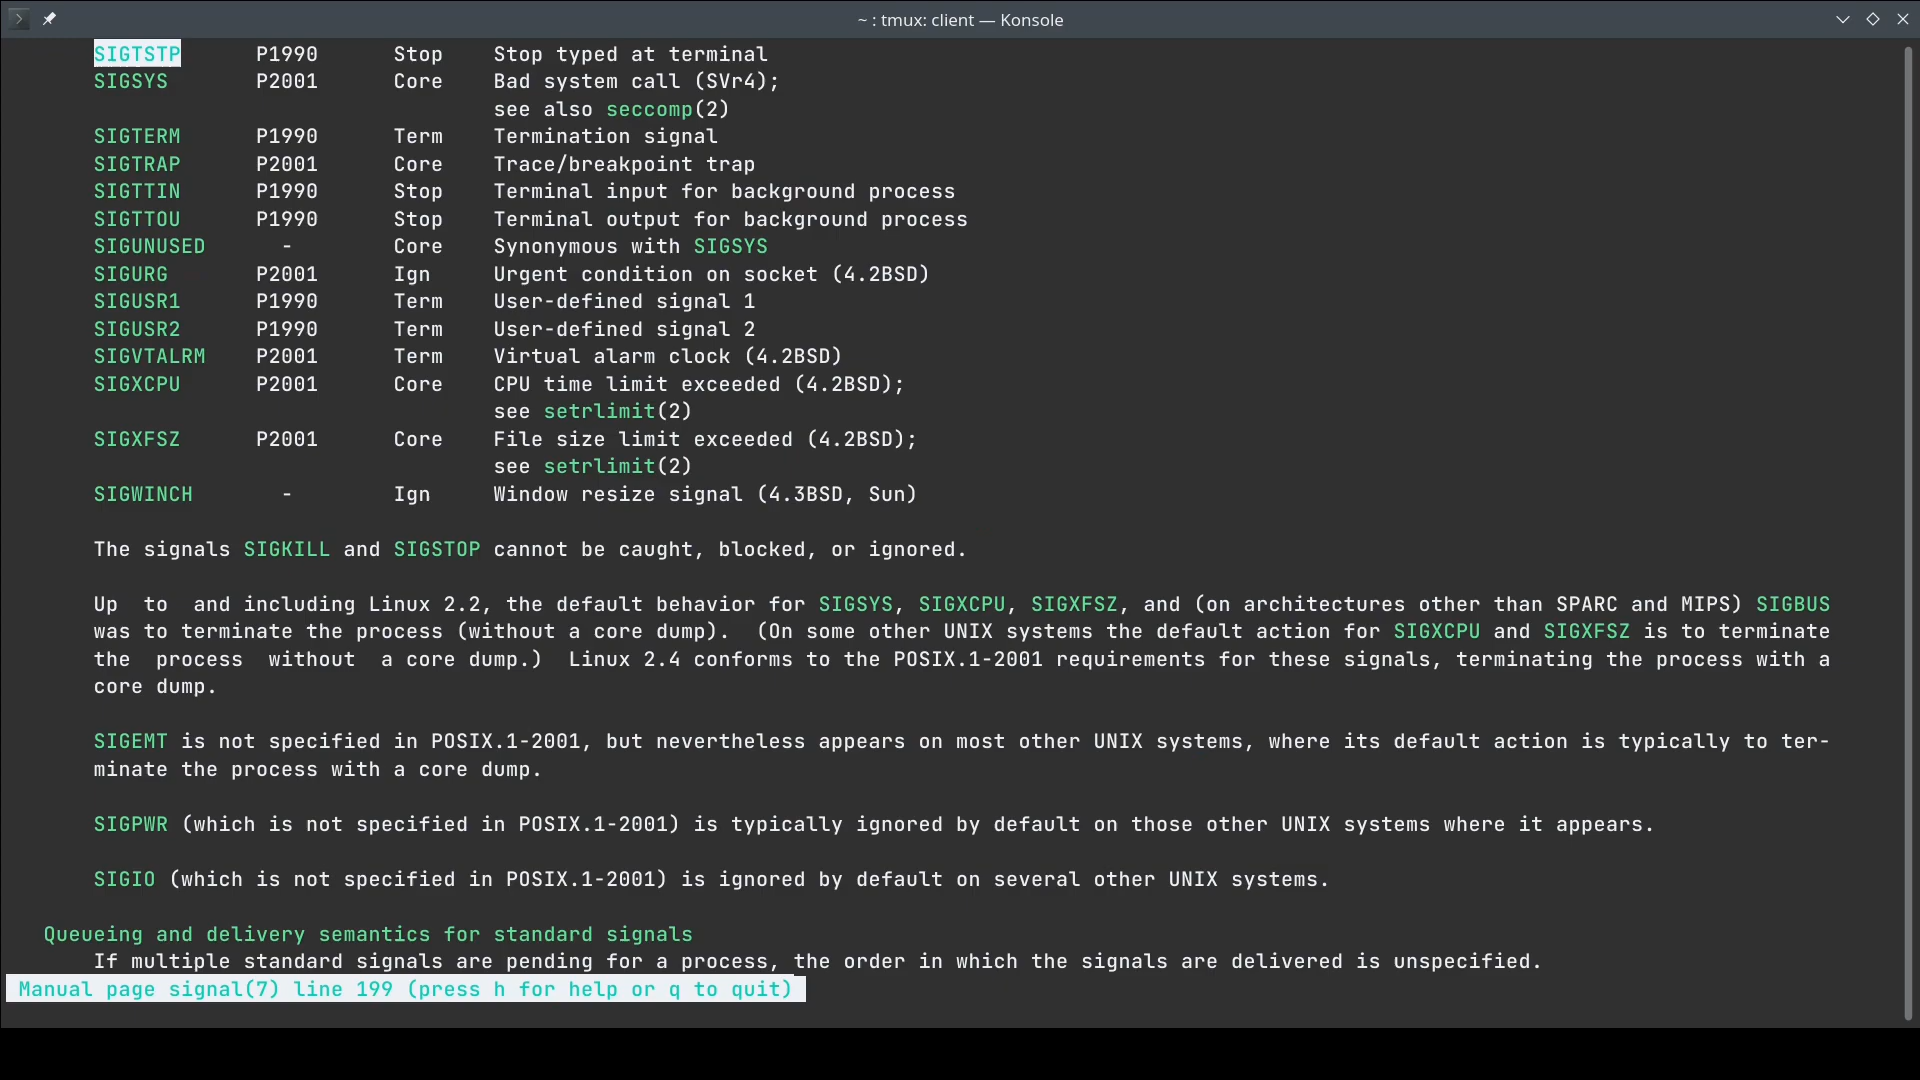 ~ : tmux: client — Konsole
SIGTSTP P1990 Stop Stop typed at terminal
SIGSYS P2001 Core Bad system call (SVr4);
see also seccomp(2)
SIGTERM P1990 Term Termination signal
SIGTRAP P2001 Core Trace/breakpoint trap
SIGTTIN P1990 Stop Terminal input for background process
SIGTTOU P1990 Stop Terminal output for background process
SIGUNUSED - Core Synonymous with SIGSYS
SIGURG P2001 Ign Urgent condition on socket (4.2BSD)
SIGUSR1 P1990 Term User-defined signal 1
SIGUSR2 P1990 Term User-defined signal 2
SIGVTALRM P2001 Term Virtual alarm clock (4.2BSD)
SIGXCPU P2001 Core CPU time limit exceeded (4.2BSD);
see setrlimit(2)
SIGXFSZ P2001 Core File size limit exceeded (4.2BSD);
see setrlimit(2)
SIGWINCH - Ign Window resize signal (4.3BSD, Sun)
The signals SIGKILL and SIGSTOP cannot be caught, blocked, or ignored.
Up to and including Linux 2.2, the default behavior for SIGSYS, SIGXCPU, SIGXFSZ, and (on architectures other than SPARC and MIPS) SIGBUS
was to terminate the process (without a core dump). (On some other UNIX systems the default action for SIGXCPU and SIGXFSZ is to terminate
the process without a core dump.) Linux 2.4 conforms to the POSIX.1-2001 requirements for these signals, terminating the process with a
core dump.
SIGEMT is not specified in POSIX.1-2001, but nevertheless appears on most other UNIX systems, where its default action is typically to ter-
minate the process with a core dump.
SIGPWR (which is not specified in POSIX.1-2001) is typically ignored by default on those other UNIX systems where it appears.
SIGIO (which is not specified in POSIX.1-2001) is ignored by default on several other UNIX systems.
Queueing and delivery semantics for standard signals
If multiple standard signals are pending for a process, the order in which the signals are delivered is unspecified.
Manual page signal(7) line 199 (press h for help or q to quit)